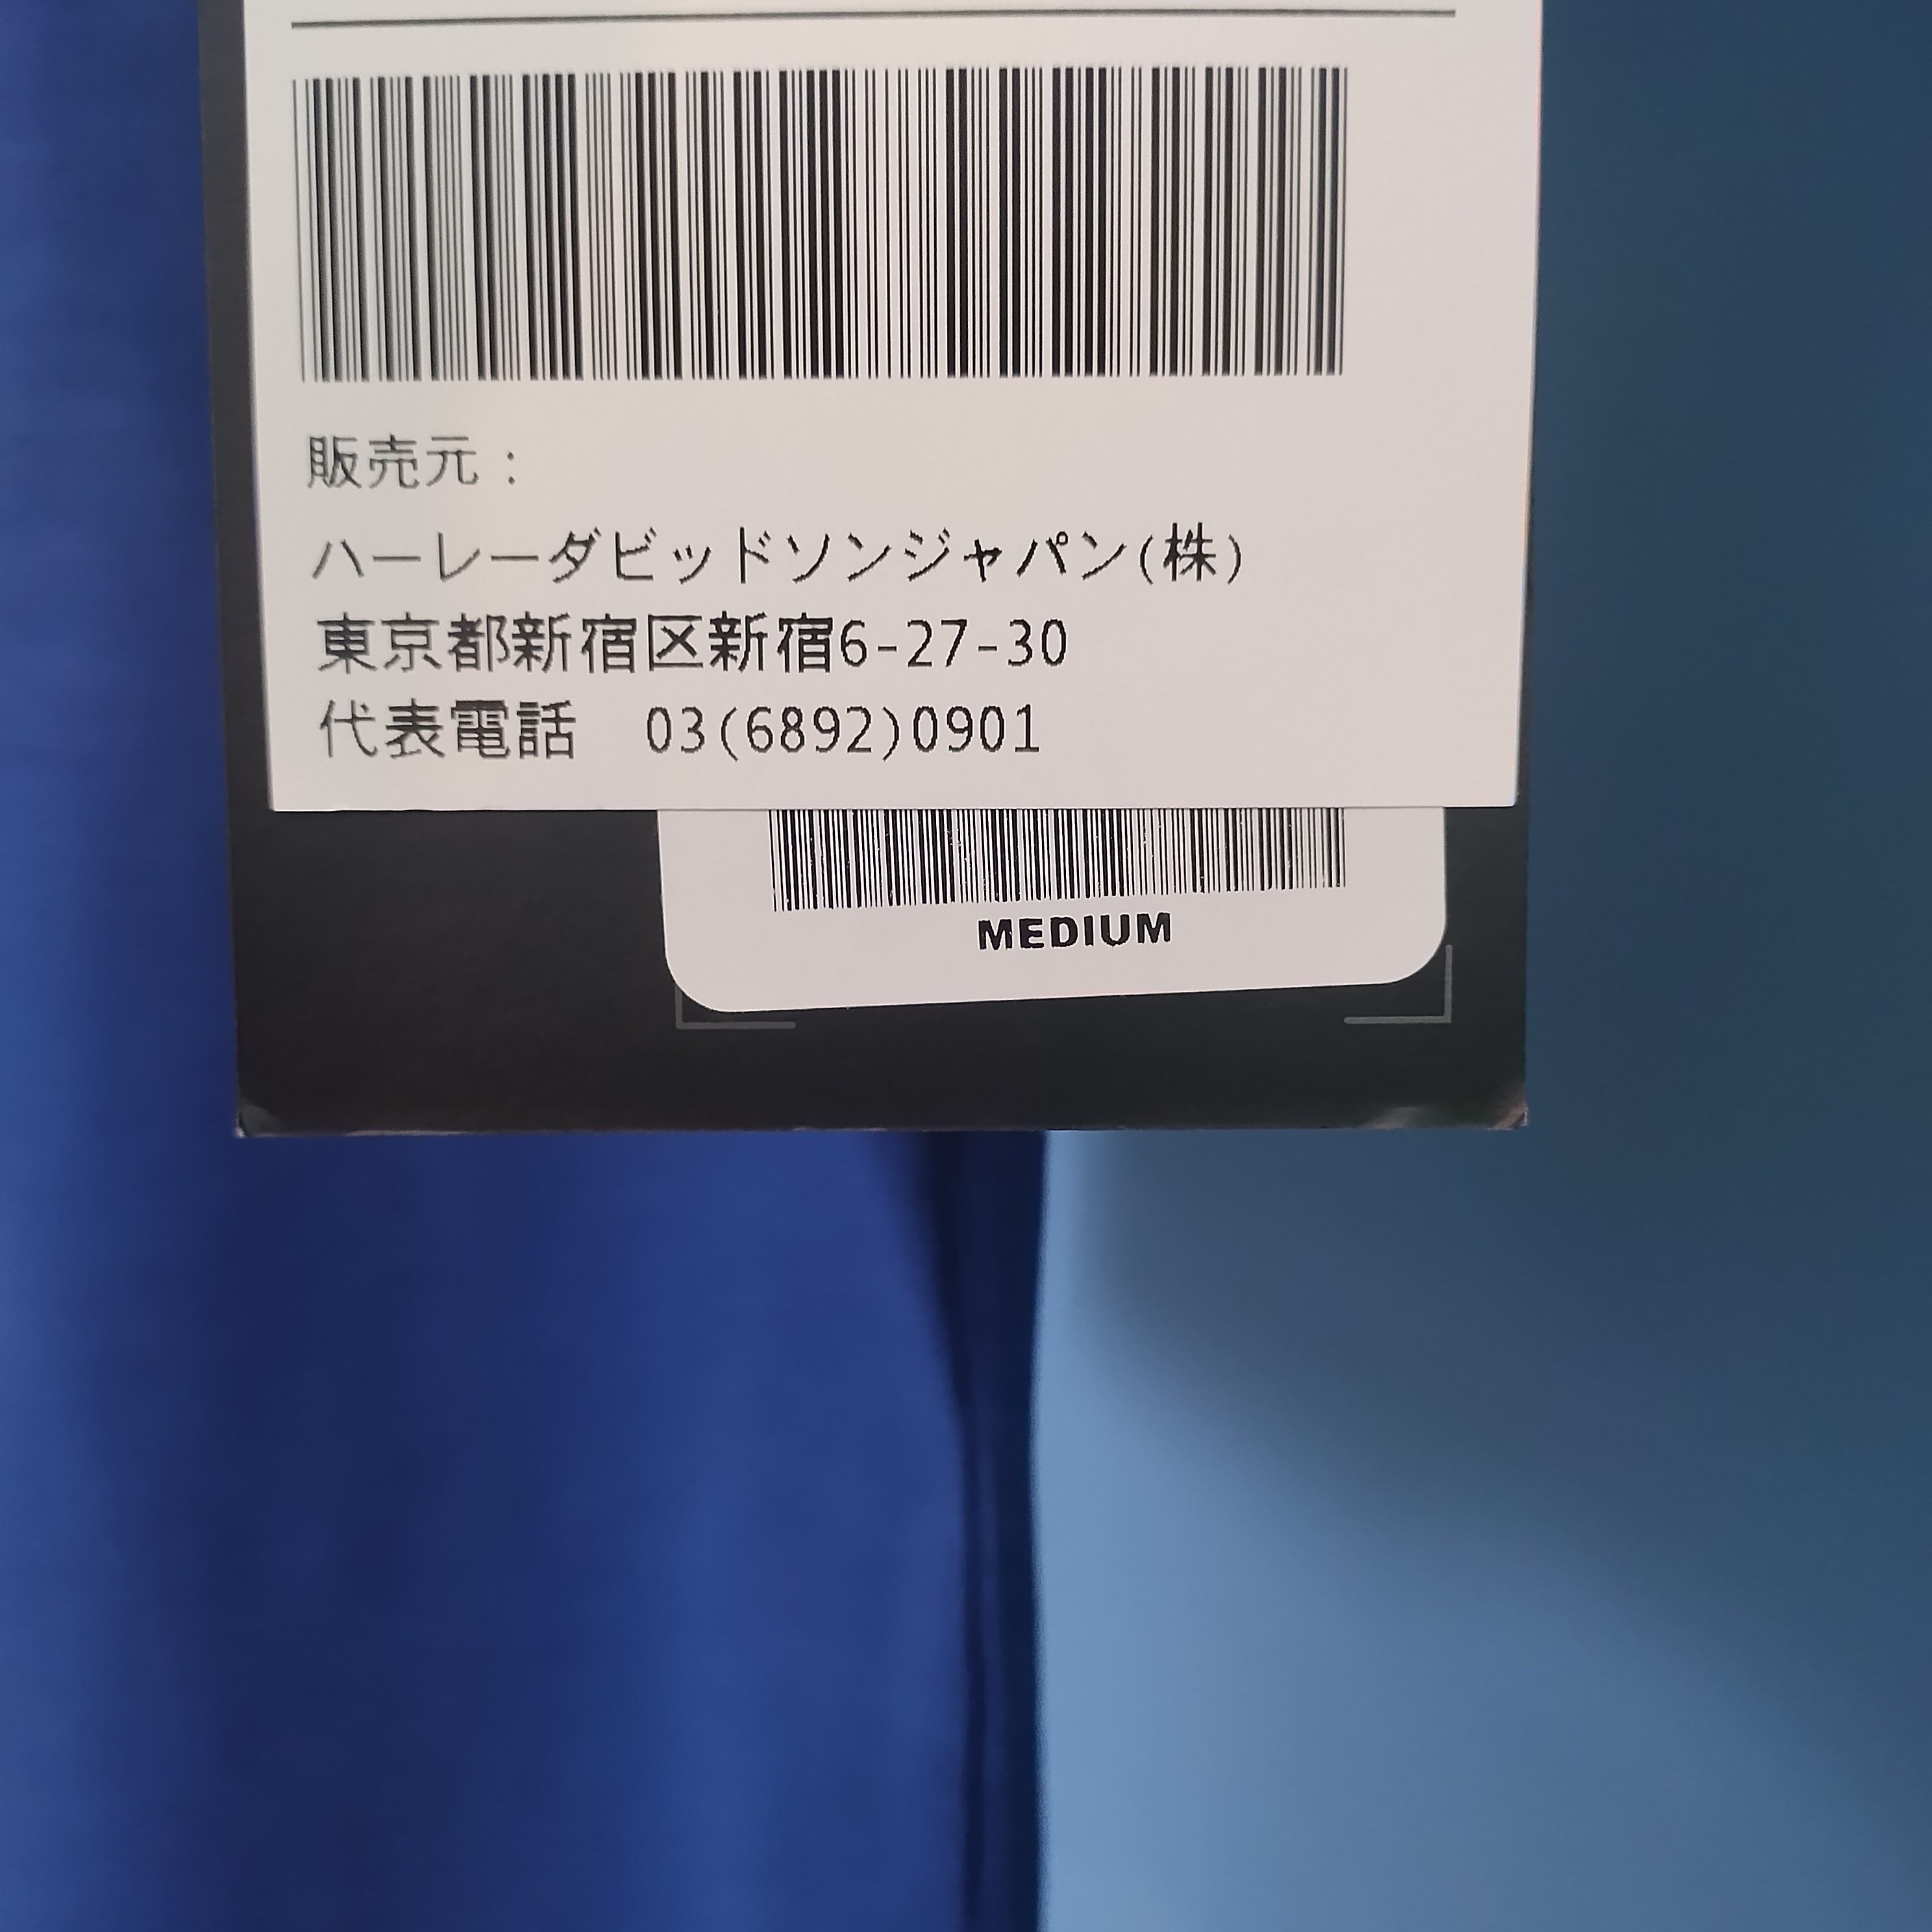 販売元：
ハーレーダビッドソンジャパン(株)
東京都新宿区新宿6-27-30
代表電話　03(6892)0901
MEDIUM